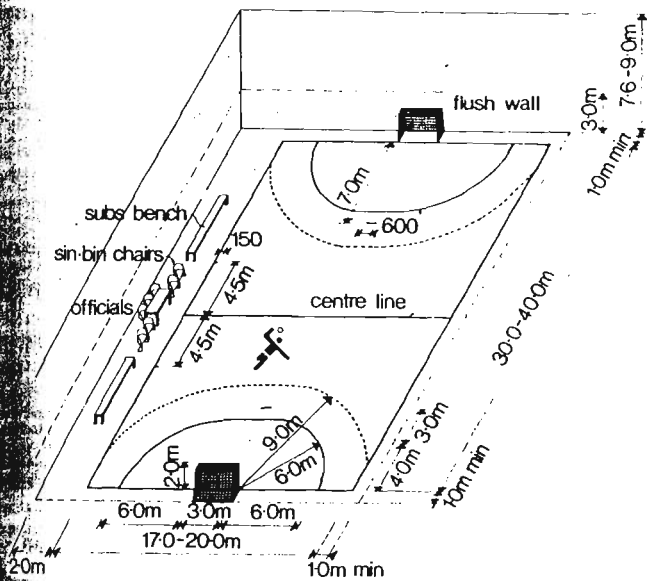 flush wall
7·6-9·0m
3·0m
1·0m min
7·0m
600
subs bench
150
sin·bin chairs
4·5m
officials
centre line
4·5m
30·0-40·0m
9·0m
6·0m
3·0m
4·0m
1·0m min
2·0m
6·0m 3·0m 6·0m
17·0-20·0m
2·0m
1·0m min